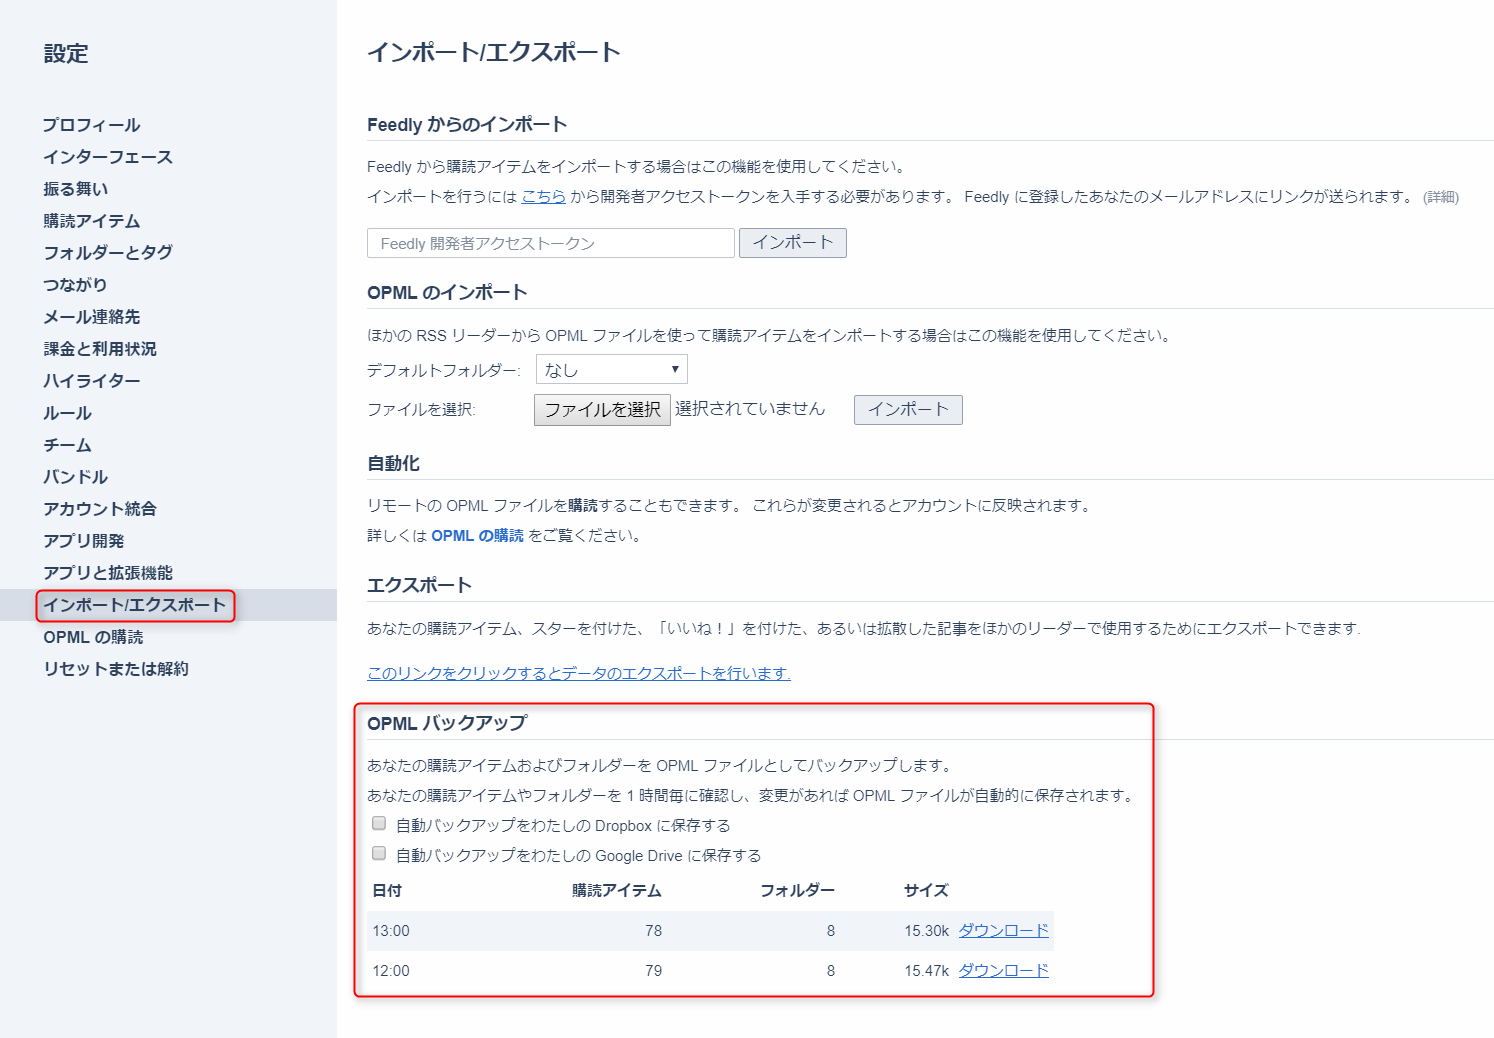 設定
プロフィール
インターフェース
振る舞い
購読アイテム
フォルダーとタグ
つながり
メール連絡先
課金と利用状況
ハイライター
ルール
チーム
バンドル
アカウント統合
アプリ開発
アプリと拡張機能
インポート/エクスポート
OPML の購読
リセットまたは解約
インポート/エクスポート
Feedly からのインポート
Feedly から購読アイテムをインポートする場合はこの機能を使用してください。
インポートを行うには こちら から開発者アクセストークンを入手する必要があります。 Feedly に登録したあなたのメールアドレスにリンクが送られます。 (詳細)
Feedly 開発者アクセストークン インポート
OPML のインポート
ほかの RSS リーダーから OPML ファイルを使って購読アイテムをインポートする場合はこの機能を使用してください。
デフォルトフォルダー: なし
ファイルを選択: ファイルを選択 選択されていません インポート
自動化
リモートの OPML ファイルを購読することもできます。 これらが変更されるとアカウントに反映されます。
詳しくは OPML の購読 をご覧ください。
エクスポート
あなたの購読アイテム、スターを付けた、「いいね！」を付けた、あるいは拡散した記事をほかのリーダーで使用するためにエクスポートできます.
このリンクをクリックするとデータのエクスポートを行います.
OPML バックアップ
あなたの購読アイテムおよびフォルダーを OPML ファイルとしてバックアップします。
あなたの購読アイテムやフォルダーを 1 時間毎に確認し、変更があれば OPML ファイルが自動的に保存されます。
自動バックアップをわたしの Dropbox に保存する
自動バックアップをわたしの Google Drive に保存する
日付 購読アイテム フォルダー サイズ
13:00 78 8 15.30k ダウンロード
12:00 79 8 15.47k ダウンロード